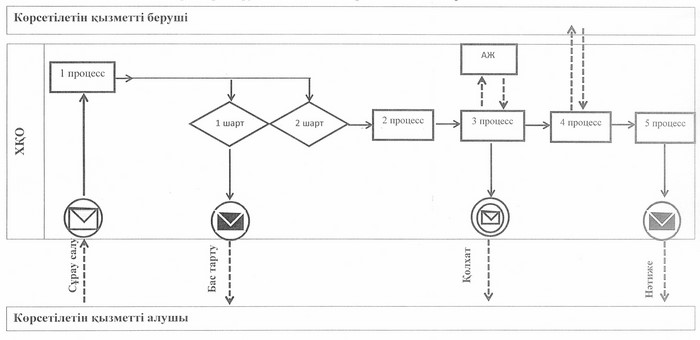 Көрсетілетін қызметті беруші
АЖ
1 процесс
1 шарт
2 шарт
2 процесс
3 процесс
4 процесс
5 процесс
ХҚО
Сұрау салу
Бас тарту
Қолхат
Нәтиже
Көрсетілетін қызметті алушы